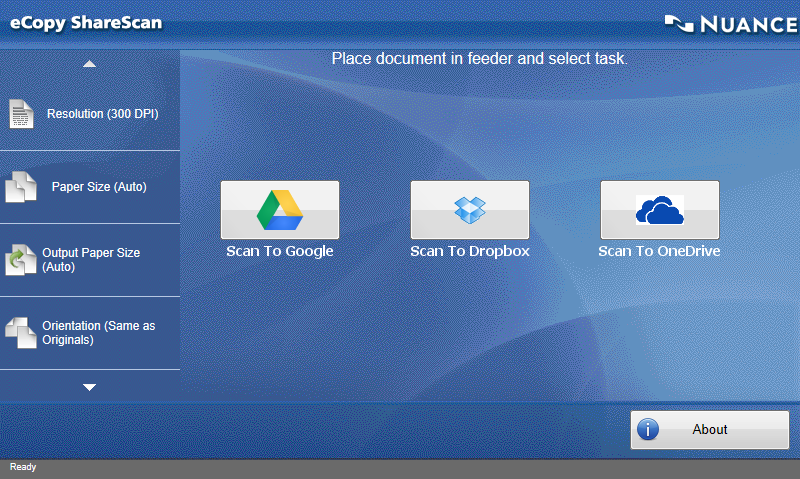 eCopy ShareScan
NUANCE
Place document in feeder and select task.
Resolution (300 DPI)
Paper Size (Auto)
Output Paper Size
(Auto)
Orientation (Same as
Originals)
Scan To Google
Scan To Dropbox
Scan To OneDrive
i
About
Ready